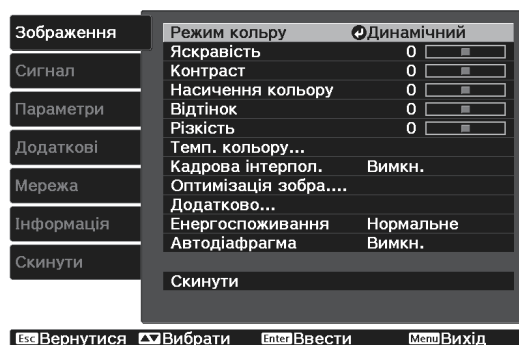 Зображення
Сигнал
Параметри
Додаткові
Мережа
Інформація
Скинути
Режим кольру Динамічний
Яскравість 0
Контраст 0
Насичення кольору 0
Відтінок 0
Різкість 0
Темп. кольору...
Кадрова інтерпол. Вимкн.
Оптимізація зобра....
Додатково...
Енергоспоживання Нормальне
Автодіафрагма Вимкн.
Скинути
Esc Вернутися Вибрати Enter Ввести Menu Вихід